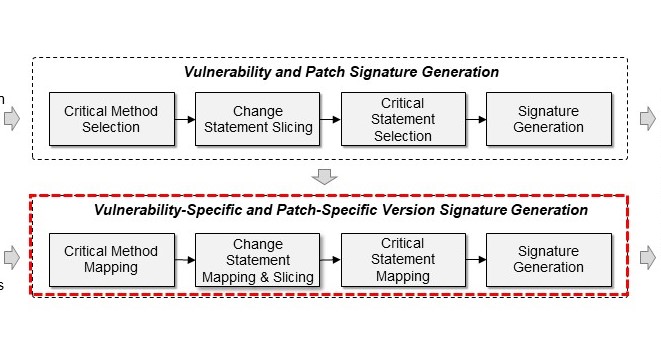 Vulnerability and Patch Signature Generation
Critical Method
Selection
Change
Statement Slicing
Critical
Statement
Selection
Signature
Generation
Vulnerability-Specific and Patch-Specific Version Signature Generation
Critical Method
Mapping
Change
Statement
Mapping & Slicing
Critical
Statement
Mapping
Signature
Generation